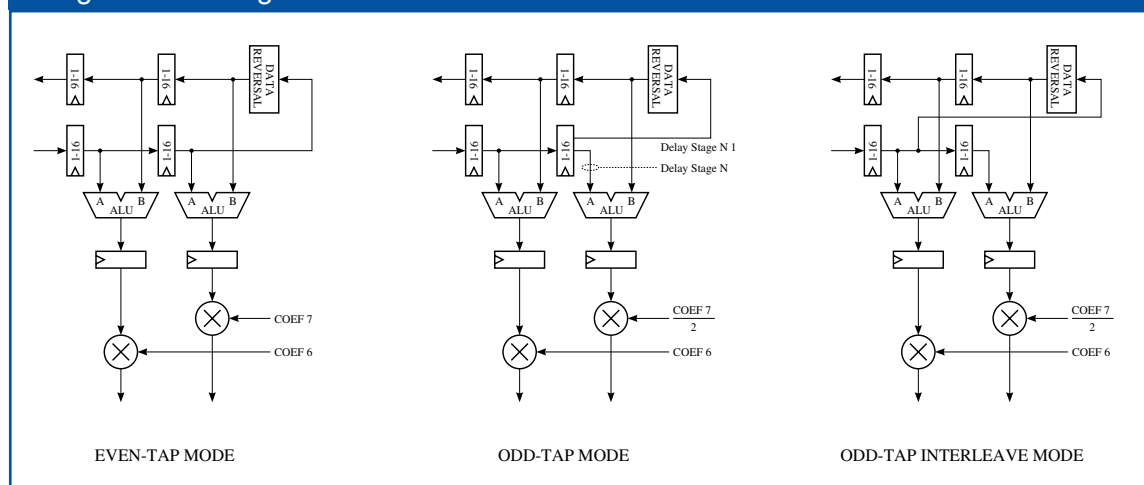 1-16
1-16
DATA
REVERSAL
1-16
1-16
A
B
ALU
A
B
ALU
COEF 7
COEF 6
EVEN-TAP MODE
1-16
1-16
DATA
REVERSAL
1-16
1-16
Delay Stage N 1
Delay Stage N
A
B
ALU
A
B
ALU
COEF 7
2
COEF 6
ODD-TAP MODE
1-16
1-16
DATA
REVERSAL
1-16
1-16
A
B
ALU
A
B
ALU
COEF 7
2
COEF 6
ODD-TAP INTERLEAVE MODE